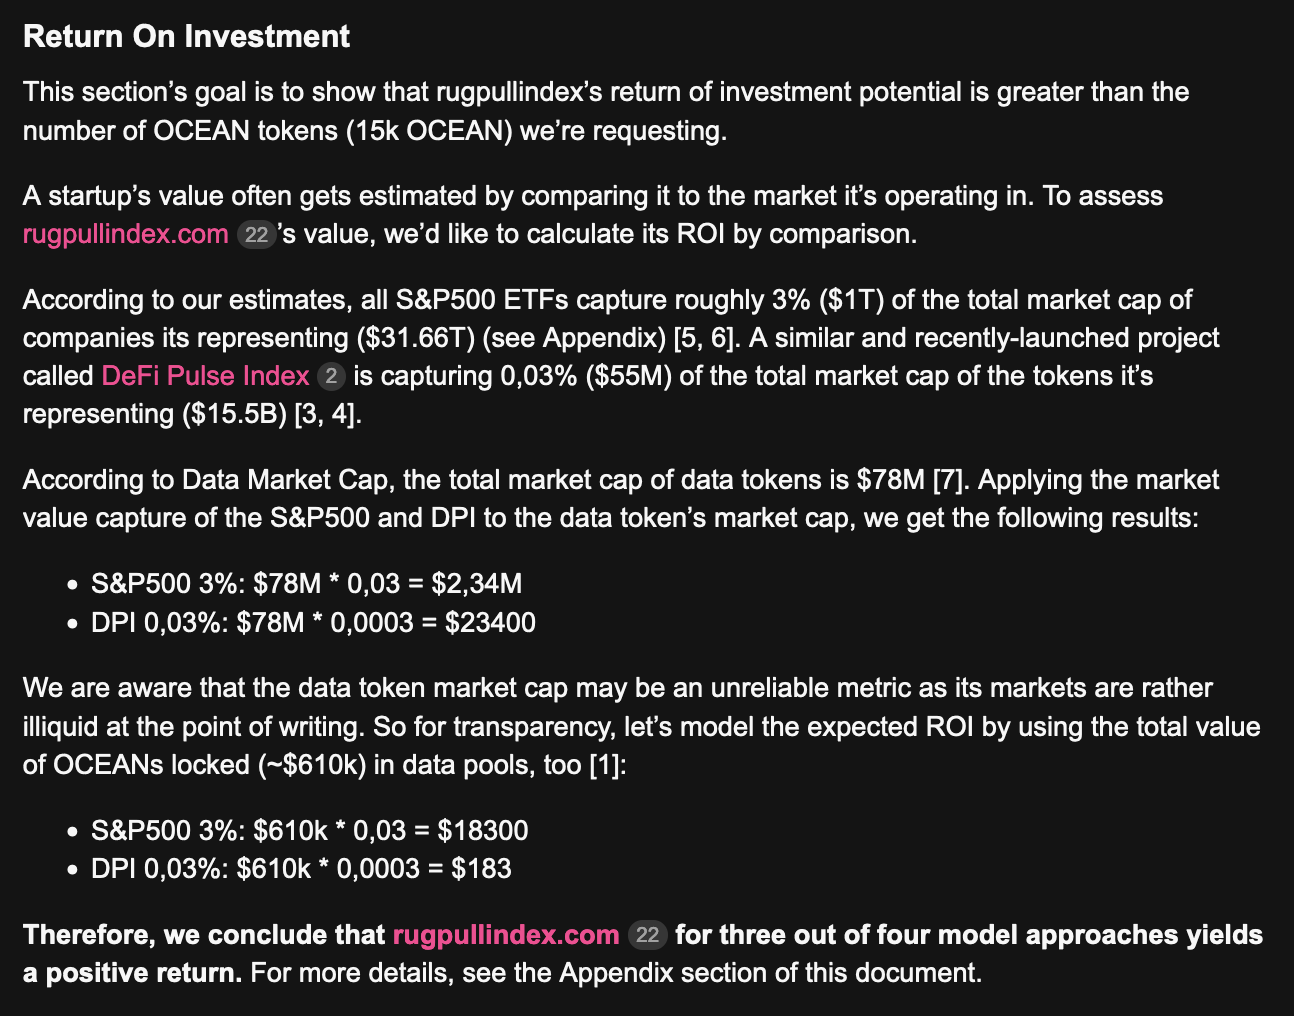 Return On Investment
This section’s goal is to show that rugpullindex’s return of investment potential is greater than the
number of OCEAN tokens (15k OCEAN) we’re requesting.
A startup’s value often gets estimated by comparing it to the market it’s operating in. To assess
rugpullindex.com 22 ’s value, we’d like to calculate its ROI by comparison.
According to our estimates, all S&P500 ETFs capture roughly 3% ($1T) of the total market cap of
companies its representing ($31.66T) (see Appendix) [5, 6]. A similar and recently-launched project
called DeFi Pulse Index 2 is capturing 0,03% ($55M) of the total market cap of the tokens it’s
representing ($15.5B) [3, 4].
According to Data Market Cap, the total market cap of data tokens is $78M [7]. Applying the market
value capture of the S&P500 and DPI to the data token’s market cap, we get the following results:
• S&P500 3%: $78M * 0,03 = $2,34M
• DPI 0,03%: $78M * 0,0003 = $23400
We are aware that the data token market cap may be an unreliable metric as its markets are rather
illiquid at the point of writing. So for transparency, let’s model the expected ROI by using the total value
of OCEANs locked (~$610k) in data pools, too [1]:
• S&P500 3%: $610k * 0,03 = $18300
• DPI 0,03%: $610k * 0,0003 = $183
Therefore, we conclude that rugpullindex.com 22 for three out of four model approaches yields
a positive return. For more details, see the Appendix section of this document.